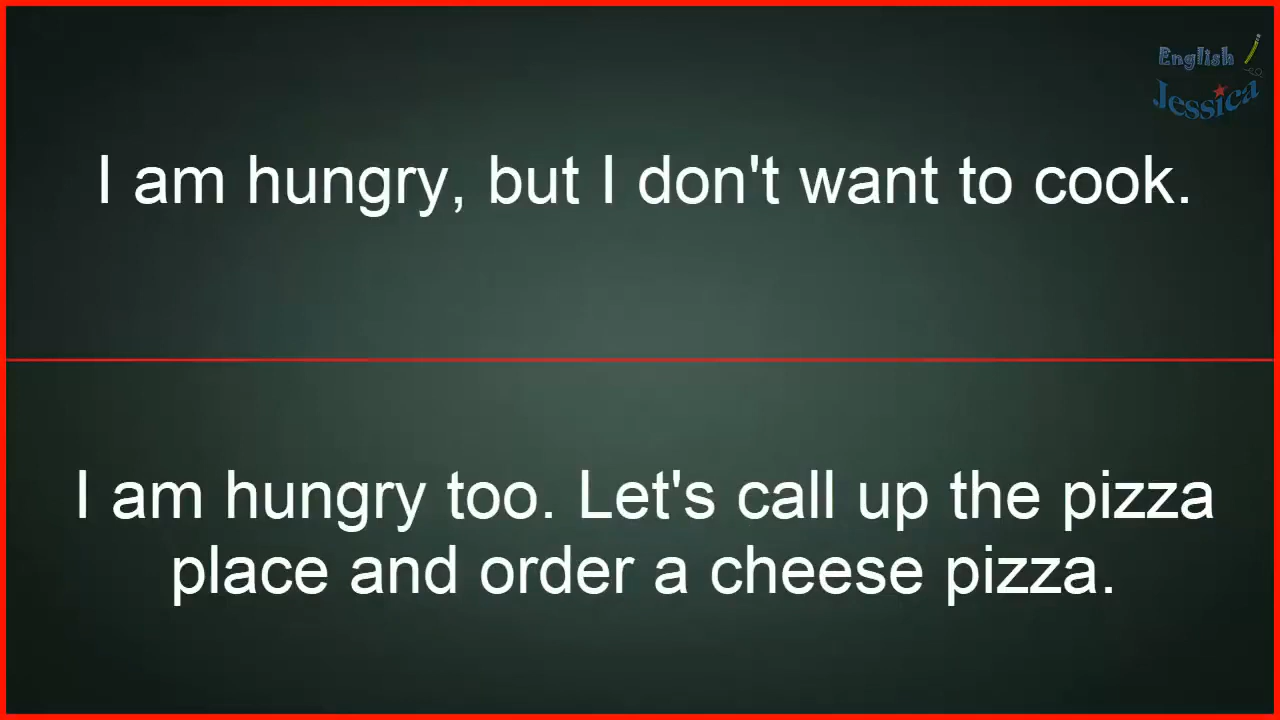 English
Jessica
I am hungry, but I don't want to cook.
I am hungry too. Let's call up the pizza
place and order a cheese pizza.